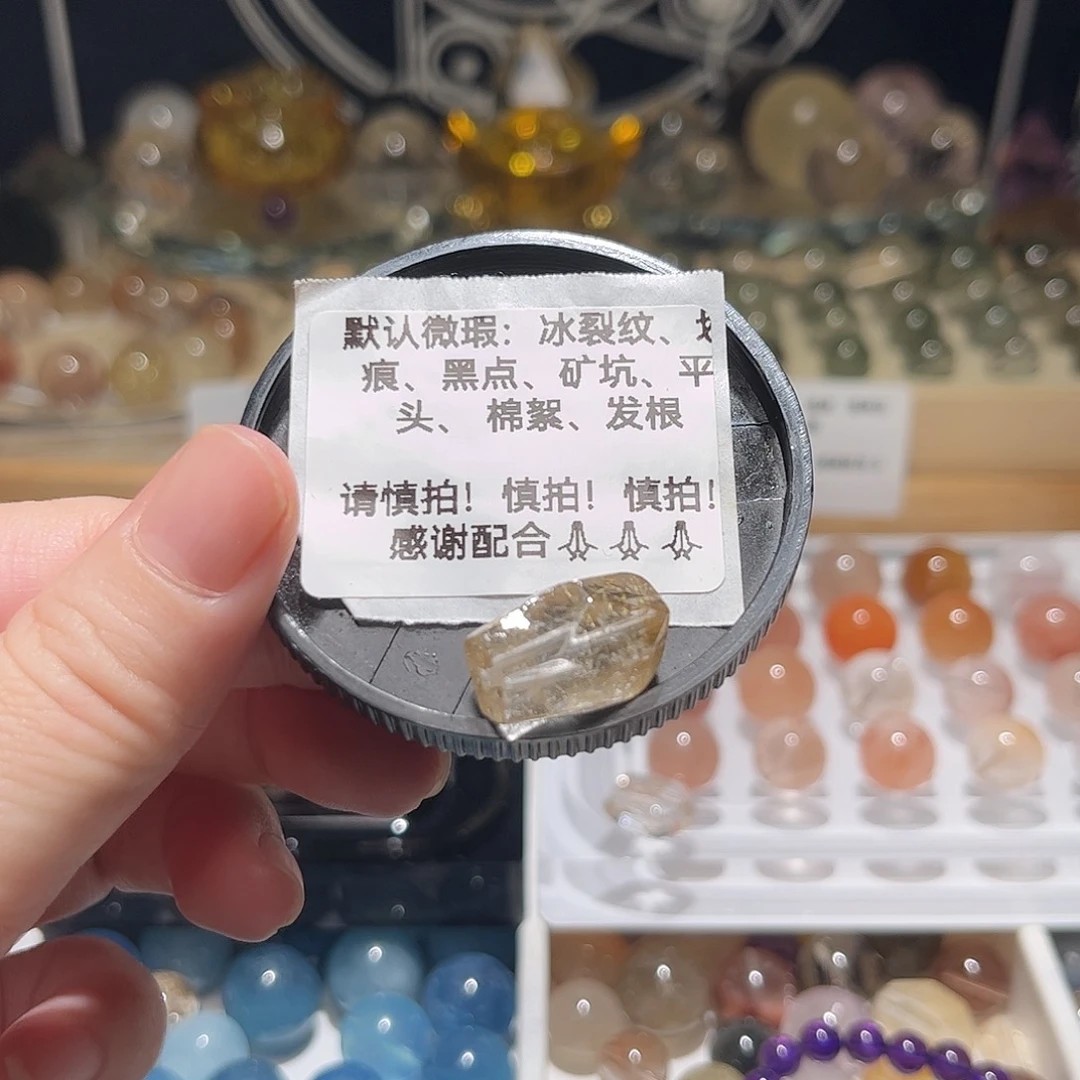 默认微瑕：冰裂纹、划
痕、黑点、矿坑、平
头、棉絮、发根
请慎拍！慎拍！慎拍！
感谢配合🙏🙏🙏